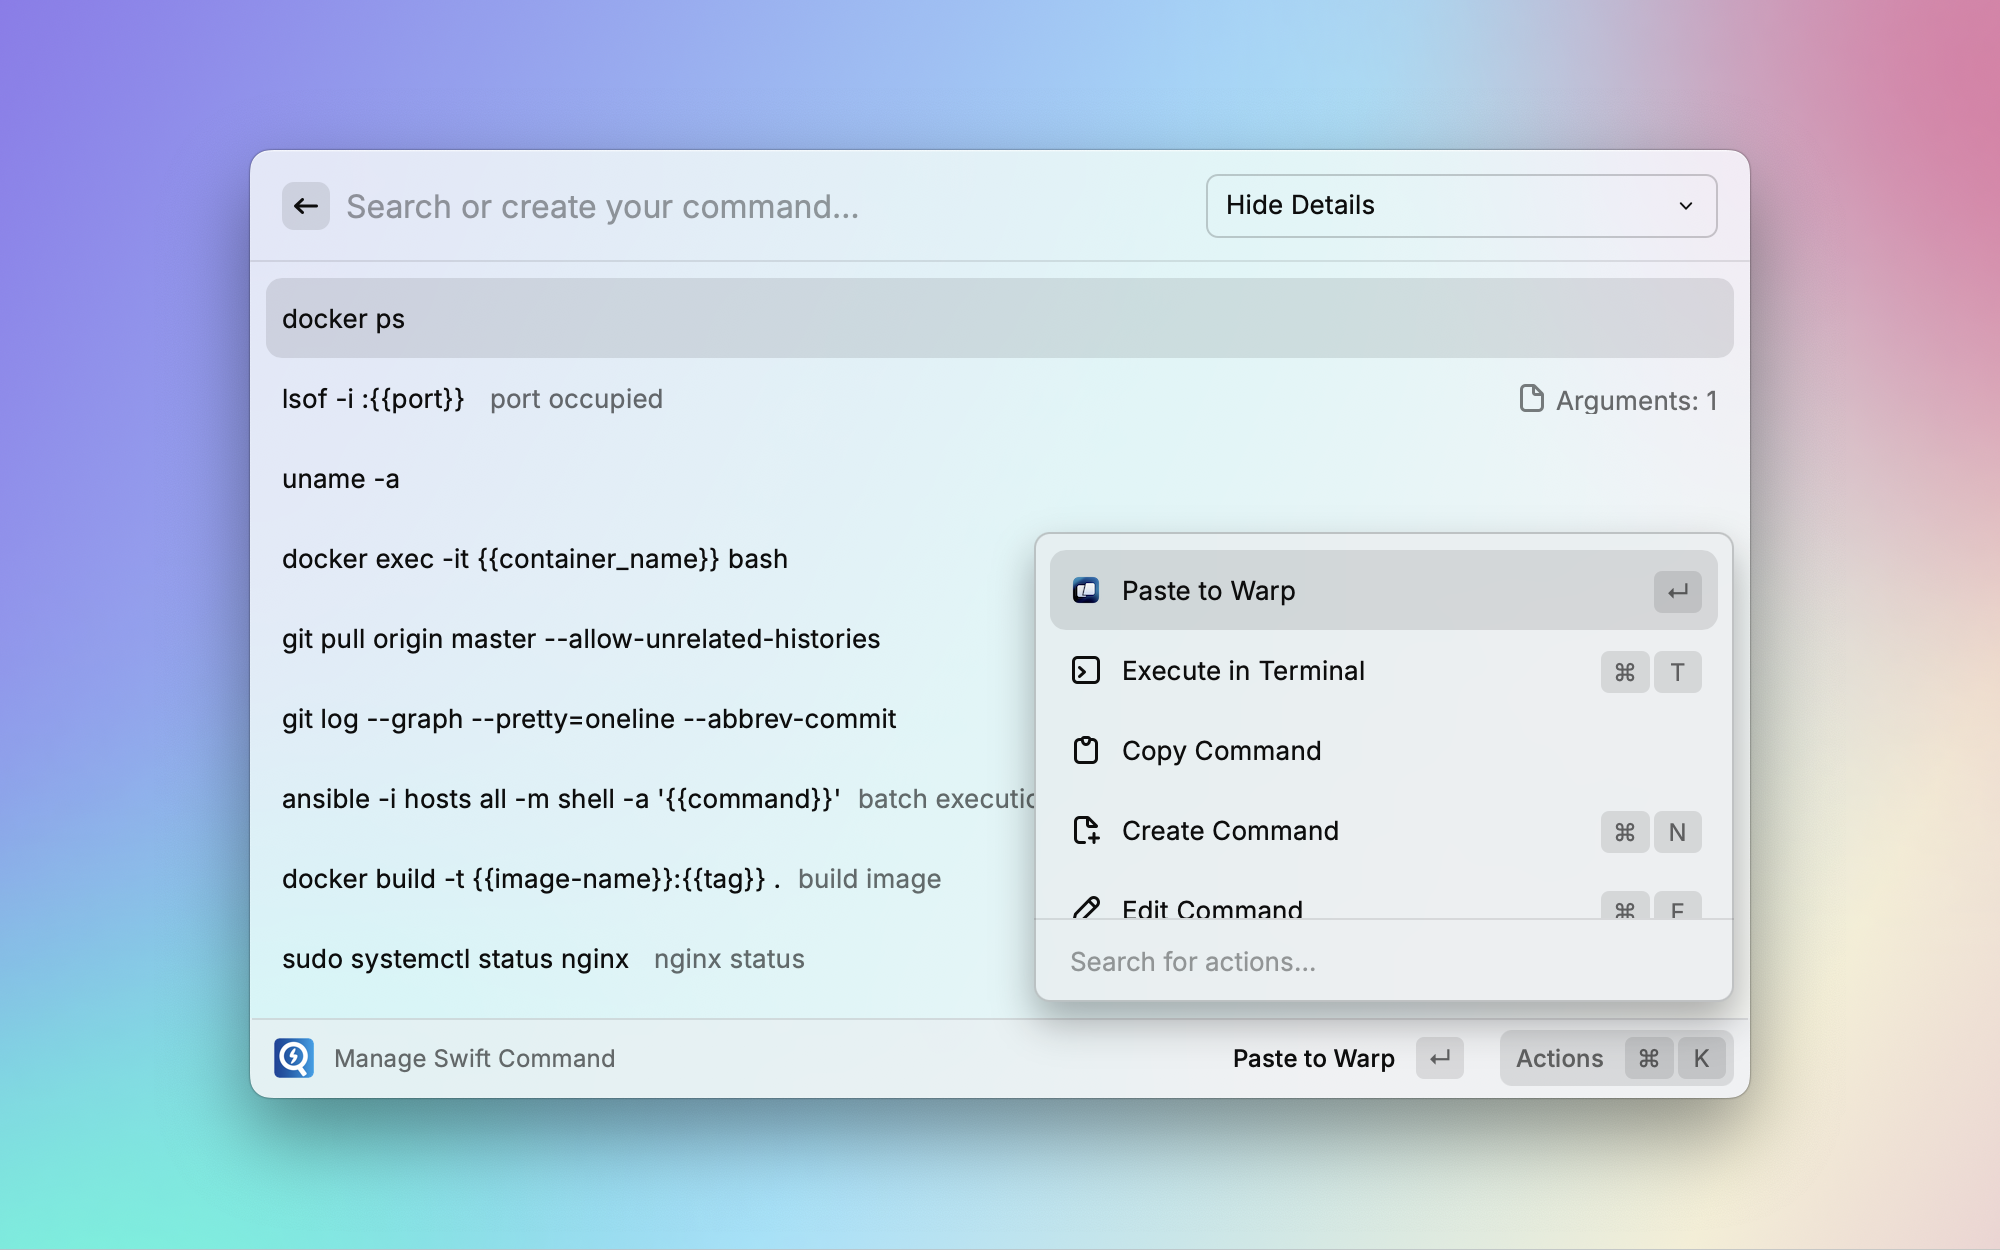 Search or create your command...
Hide Details
docker ps
lsof -i :{{port}} port occupied Arguments: 1
uname -a
docker exec -it {{container_name}} bash
git pull origin master --allow-unrelated-histories
git log --graph --pretty=oneline --abbrev-commit
ansible -i hosts all -m shell -a '{{command}}' batch
docker build -t {{image-name}}:{{tag}} . build image
sudo systemctl status nginx nginx status
Paste to Warp ↵
Execute in Terminal ⌘ T
Copy Command
Create Command ⌘ N
Edit Command ⌘
Search for actions...
Manage Swift Command
Paste to Warp ↵
Actions ⌘ K